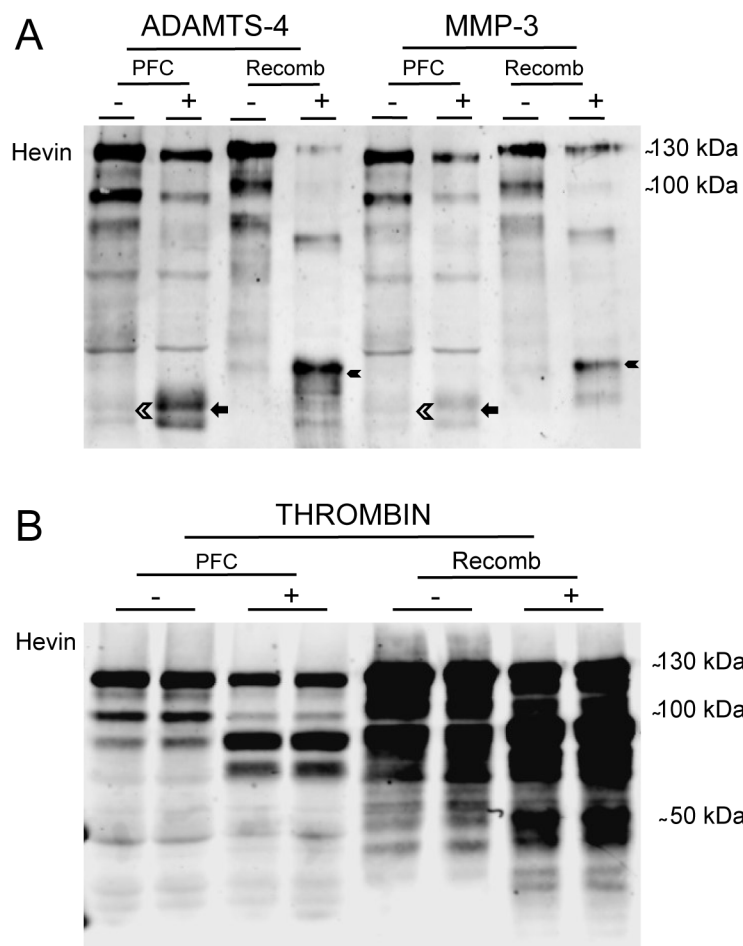 A
ADAMTS-4 MMP-3
PFC Recomb PFC Recomb
- + - + - + - +
Hevin ~130 kDa
~100 kDa
B
THROMBIN
PFC Recomb
- + - +
Hevin
~130 kDa
~100 kDa
~50 kDa